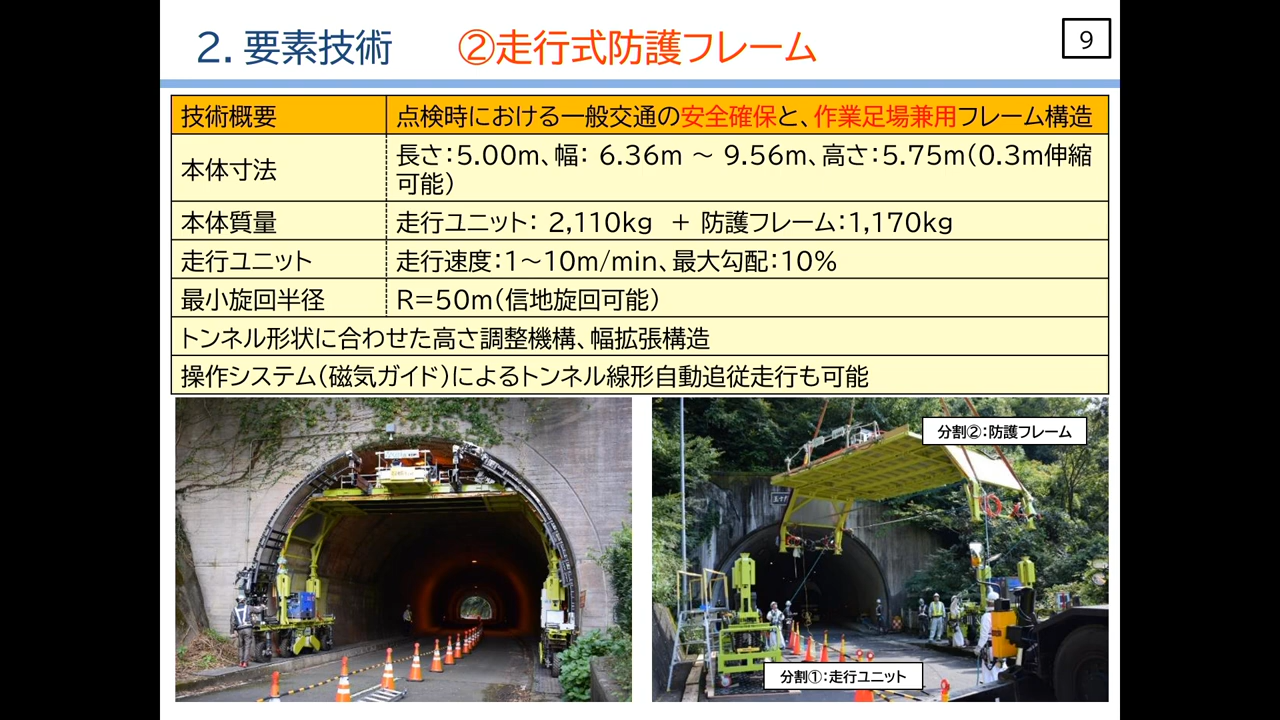 2．要素技術　②走行式防護フレーム
9
技術概要　点検時における一般交通の安全確保と、作業足場兼用フレーム構造
本体寸法　長さ：5.00m、幅： 6.36m ～ 9.56m、高さ：5.75m（0.3m伸縮
可能）
本体質量　走行ユニット： 2,110kg ＋ 防護フレーム：1,170kg
走行ユニット　走行速度：1～10m/min、最大勾配：10%
最小旋回半径　R=50m（信地旋回可能）
トンネル形状に合わせた高さ調整機構、幅拡張構造
操作システム（磁気ガイド）によるトンネル線形自動追従走行も可能
分割②：防護フレーム
分割①：走行ユニット